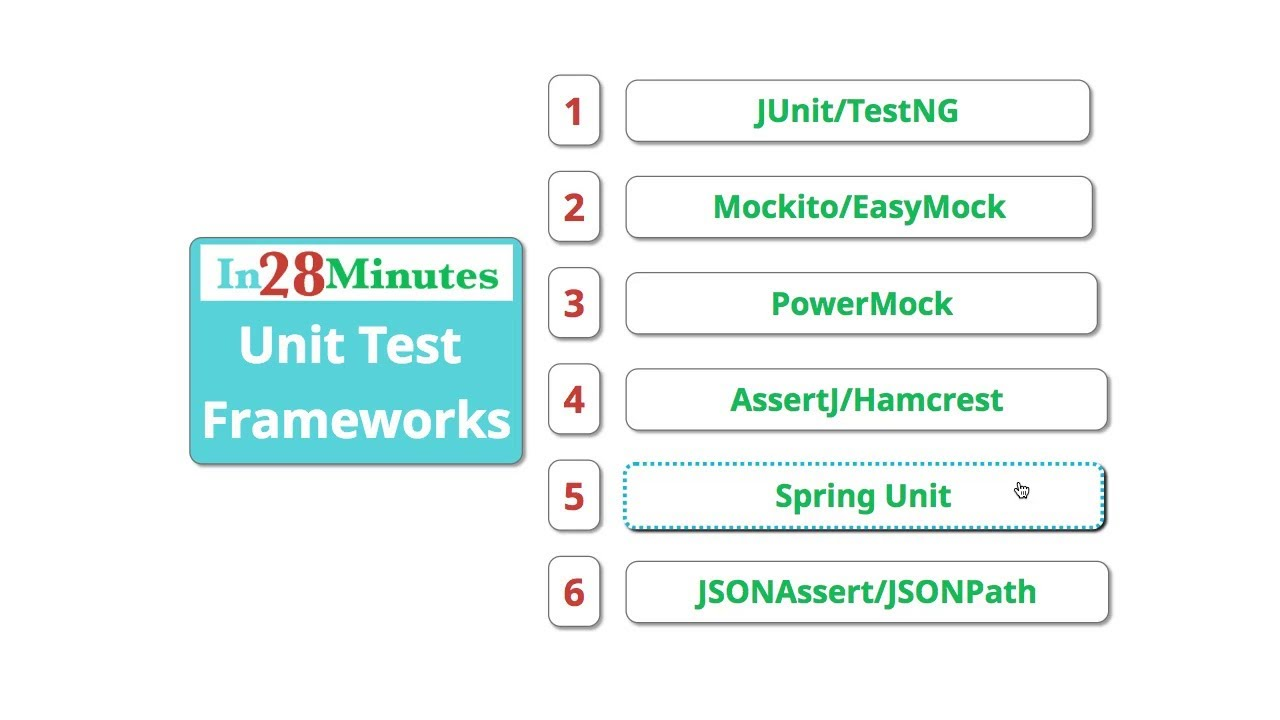 In28Minutes
Unit Test
Frameworks
1
JUnit/TestNG
2
Mockito/EasyMock
3
PowerMock
4
AssertJ/Hamcrest
5
Spring Unit
6
JSONAssert/JSONPath